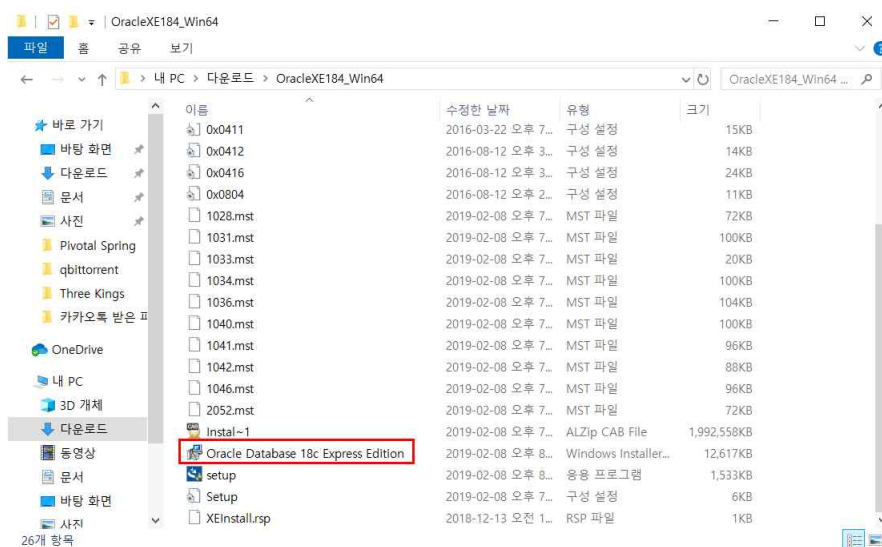 OracleXE184_Win64
파일 홈 공유 보기
내 PC > 다운로드 > OracleXE184_Win64
OracleXE184_Win64 ...
이름 수정한 날짜 유형 크기
바로 가기
바탕 화면
다운로드
문서
사진
Pivotal Spring
qbittorrent
Three Kings
카카오톡 받은 파
OneDrive
내 PC
3D 개체
다운로드
동영상
문서
바탕 화면
사진
0x0411 2016-03-22 오후 7... 구성 설정 15KB
0x0412 2016-08-12 오후 3... 구성 설정 14KB
0x0416 2016-08-12 오후 3... 구성 설정 24KB
0x0804 2016-08-12 오후 2... 구성 설정 11KB
1028.mst 2019-02-08 오후 7... MST 파일 72KB
1031.mst 2019-02-08 오후 7... MST 파일 100KB
1033.mst 2019-02-08 오후 7... MST 파일 20KB
1034.mst 2019-02-08 오후 7... MST 파일 100KB
1036.mst 2019-02-08 오후 7... MST 파일 104KB
1040.mst 2019-02-08 오후 7... MST 파일 100KB
1041.mst 2019-02-08 오후 7... MST 파일 96KB
1042.mst 2019-02-08 오후 7... MST 파일 88KB
1046.mst 2019-02-08 오후 7... MST 파일 96KB
2052.mst 2019-02-08 오후 7... MST 파일 72KB
Instal~1 2019-02-08 오후 7... ALZip CAB File 1,992,558KB
Oracle Database 18c Express Edition 2019-02-08 오후 8... Windows Installer... 12,617KB
setup 2019-02-08 오후 8... 응용 프로그램 1,533KB
Setup 2019-02-08 오후 7... 구성 설정 6KB
XEInstall.rsp 2018-12-13 오전 1... RSP 파일 1KB
26개 항목